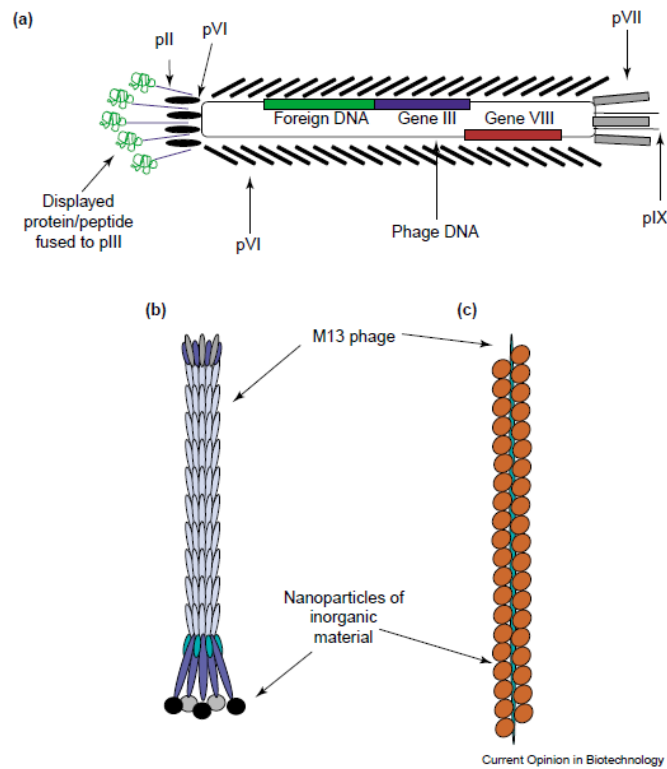 (a)
pII
pVI
pVII
Foreign DNA
Gene III
Gene VIII
Displayed
protein/peptide
fused to pIII
pVI
Phage DNA
pIX
(b)
M13 phage
(c)
Nanoparticles of
inorganic
material
Current Opinion in Biotechnology